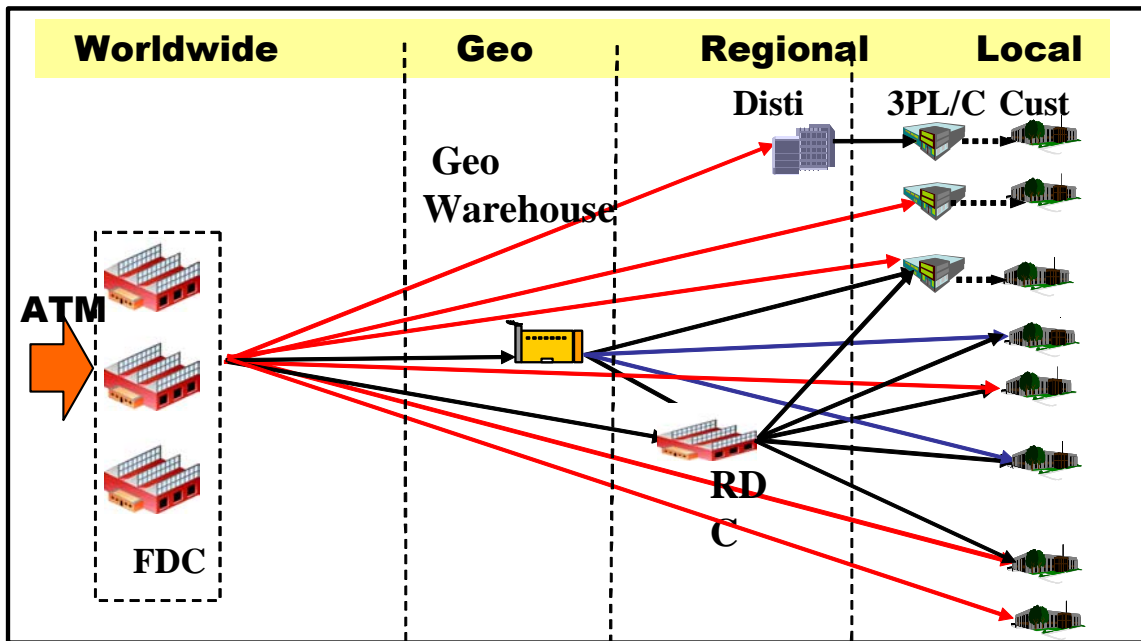 Worldwide Geo Regional Local
Disti 3PL/C Cust
Geo
Warehouse
ATM
RD
C
FDC